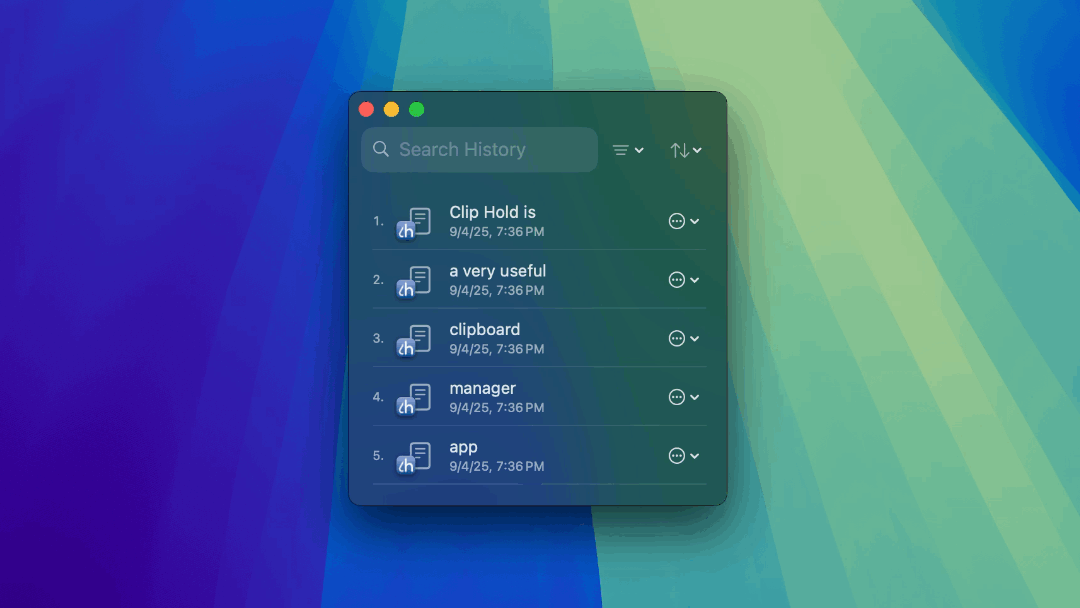 Search History
1.
Clip Hold is
9/4/25, 7:36 PM
2.
a very useful
9/4/25, 7:36 PM
3.
clipboard
9/4/25, 7:36 PM
4.
manager
9/4/25, 7:36 PM
5.
app
9/4/25, 7:36 PM